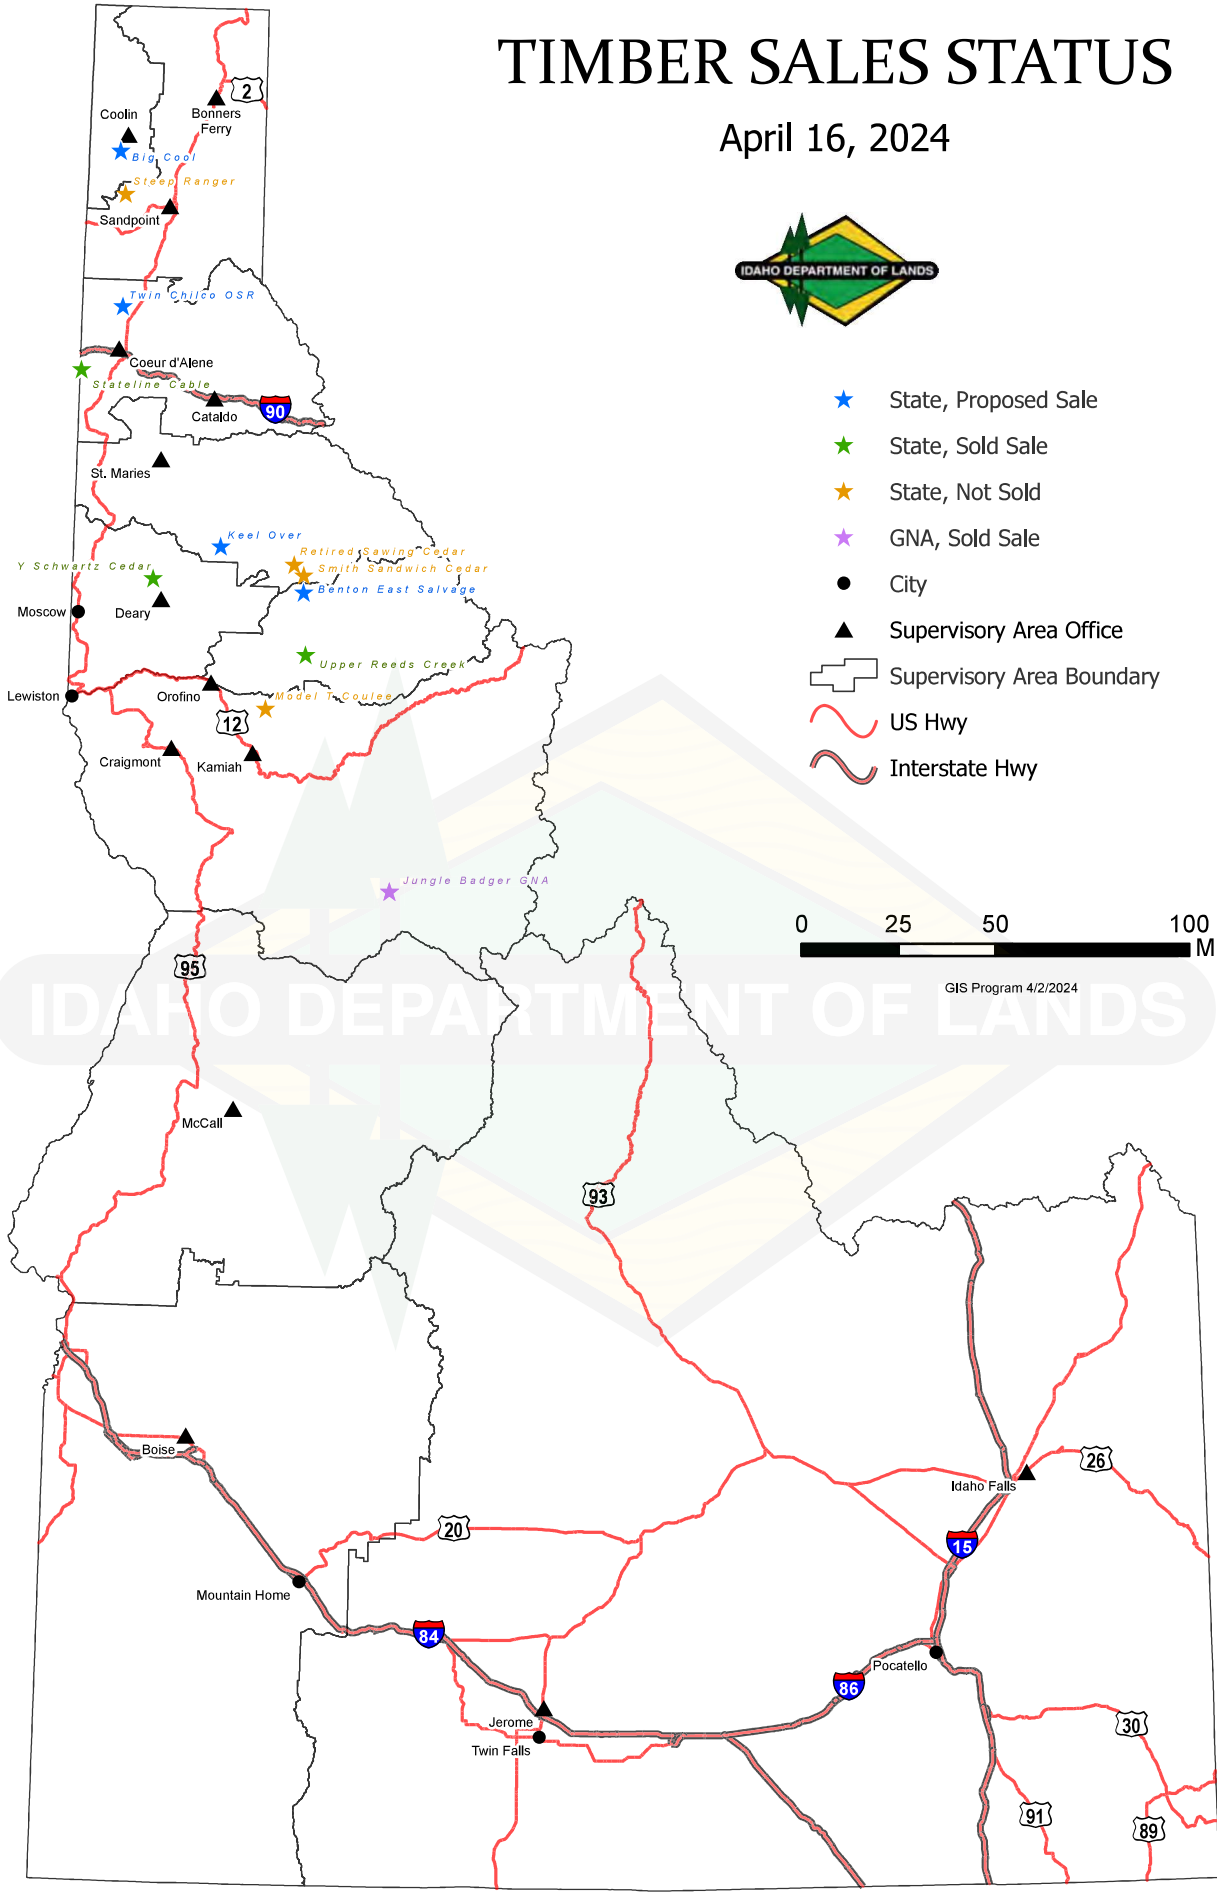 TIMBER SALES STATUS
April 16, 2024
IDAHO DEPARTMENT OF LANDS
State, Proposed Sale
State, Sold Sale
State, Not Sold
GNA, Sold Sale
City
Supervisory Area Office
Supervisory Area Boundary
US Hwy
Interstate Hwy
0 25 50 100
M
GIS Program 4/2/2024
2
Coolin
Bonners
Ferry
Big Cool
Steep Ranger
Sandpoint
Twin Chilco OSR
Coeur d'Alene
Stateline Cable
Cataldo
90
St. Maries
Keel Over
Retired Sawing Cedar
Y Schwartz Cedar
Smith Sandwich Cedar
Benton East Salvage
Moscow
Deary
Upper Reeds Creek
Lewiston
Orofino
Model T Coulee
12
Craigmont
Kamiah
Jungle Badger GNA
95
IDAHO DEPARTMENT OF LANDS
McCall
93
Boise
26
Idaho Falls
20
15
Mountain Home
84
Pocatello
86
Jerome
30
Twin Falls
91
89